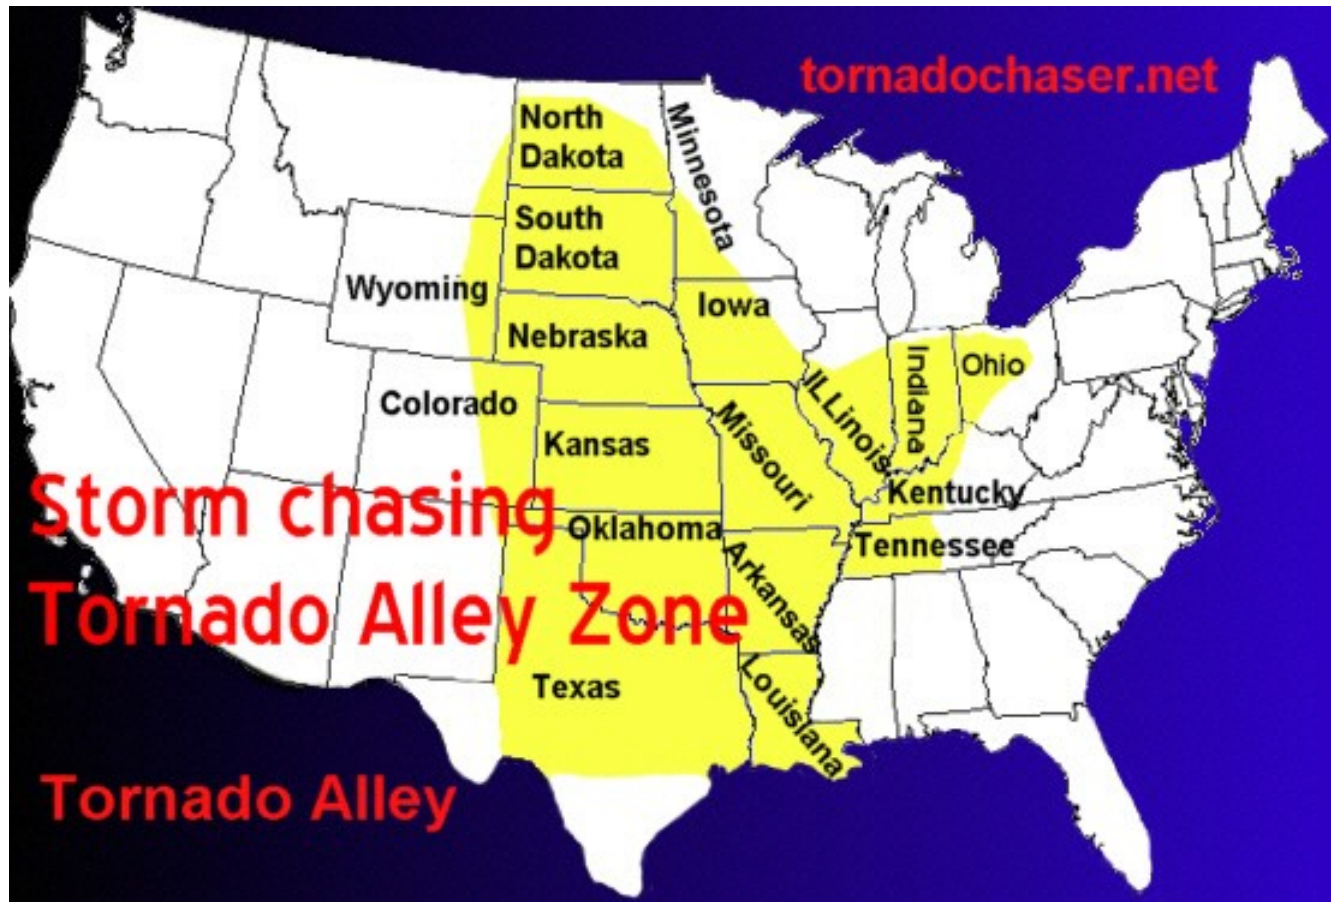 tornadochaser.net
North
Dakota
Minnesota
South
Dakota
Wyoming
Iowa
Nebraska
Ohio
Indiana
ILLinois
Colorado
Missouri
Kansas
Kentucky
Storm chasing
Oklahoma
Tennessee
Arkansas
Tornado Alley Zone
Texas
Louisiana
Tornado Alley